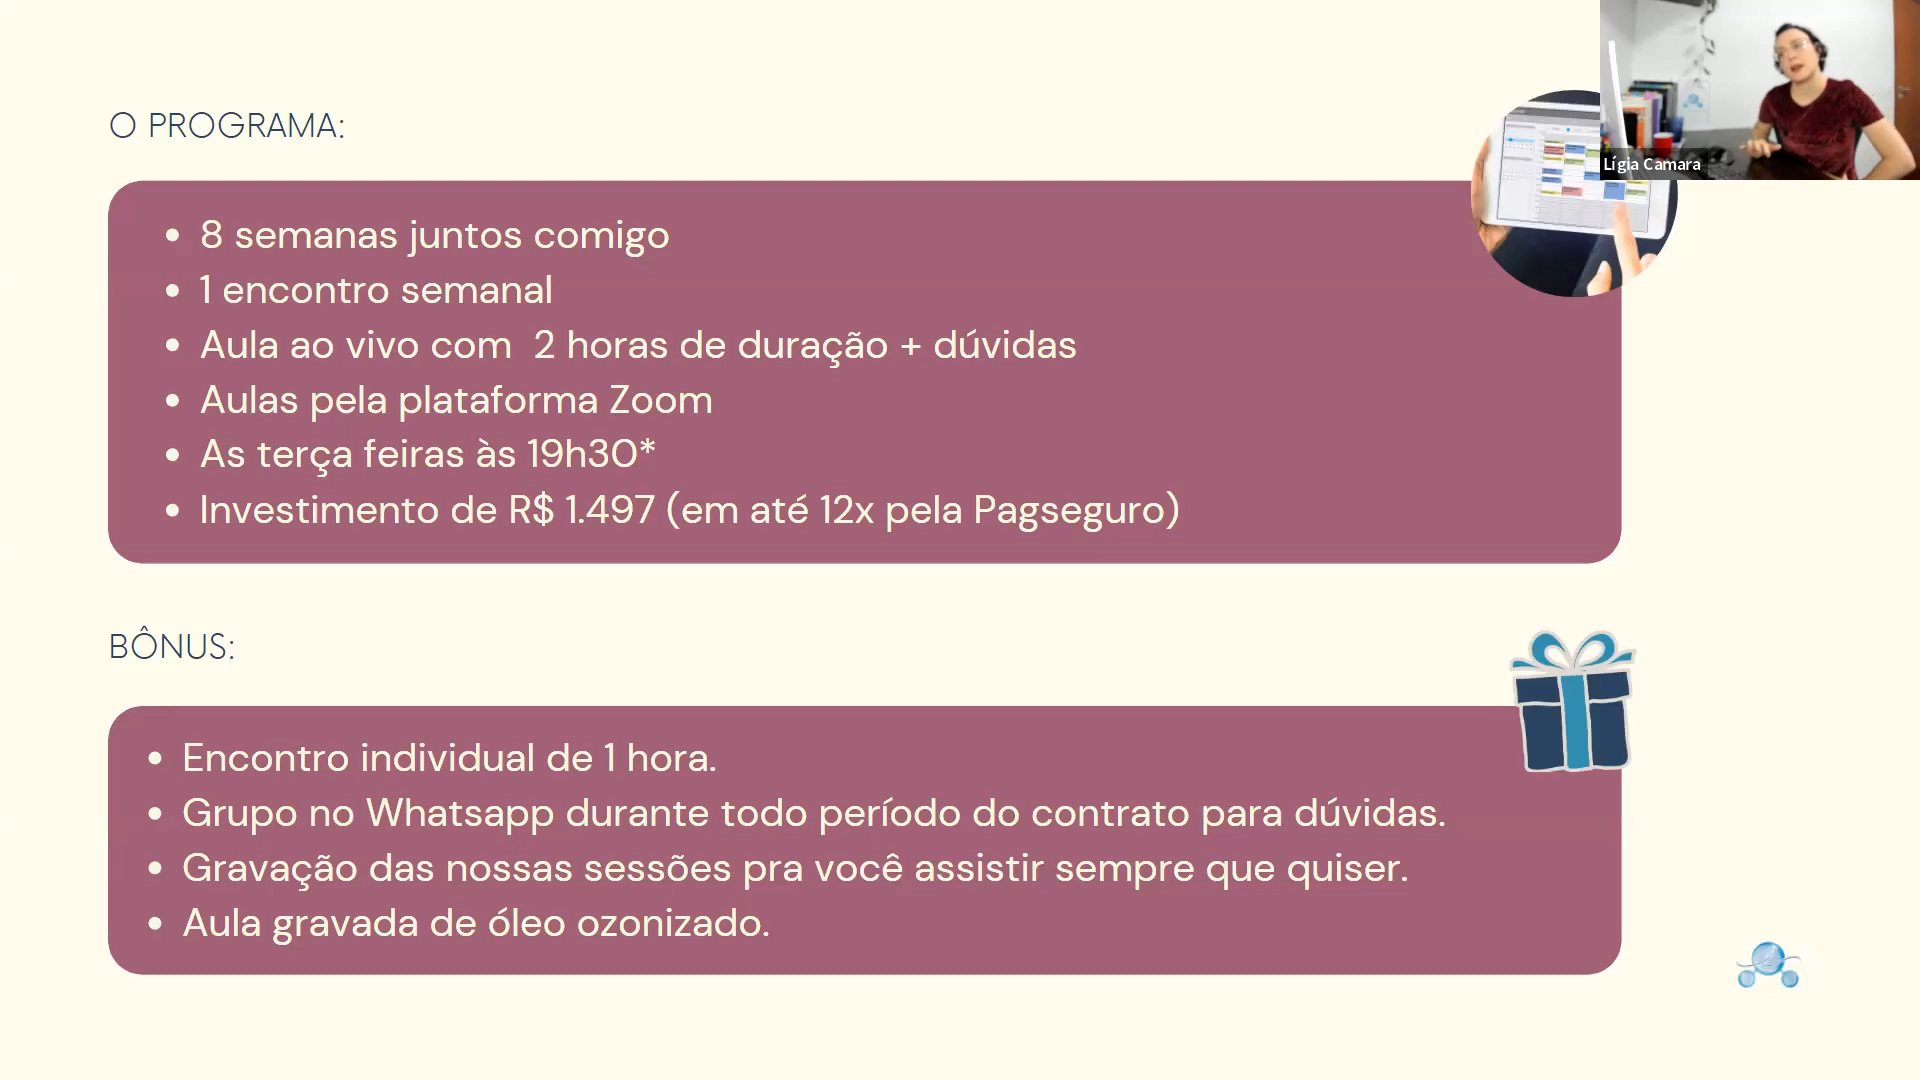 O PROGRAMA:
8 semanas juntos comigo
1 encontro semanal
Aula ao vivo com  2 horas de duração + dúvidas
Aulas pela plataforma Zoom
As terça feiras às 19h30*
Investimento de R$ 1.497 (em até 12x pela Pagseguro)
Lígia Camara
BÔNUS:
Encontro individual de 1 hora.
Grupo no Whatsapp durante todo período do contrato para dúvidas.
Gravação das nossas sessões pra você assistir sempre que quiser.
Aula gravada de óleo ozonizado.